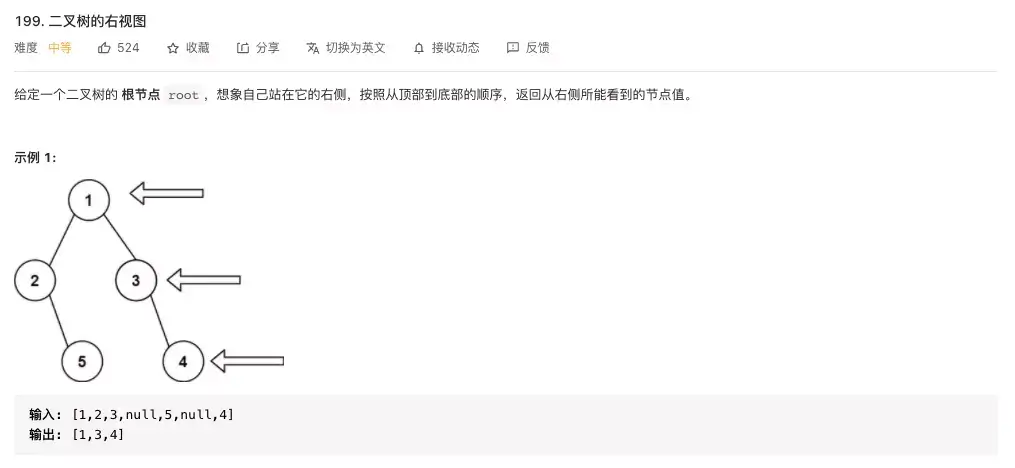 199. 二叉树的右视图
难度 中等 524 收藏 分享 切换为英文 接收动态 反馈
给定一个二叉树的 根节点 root ，想象自己站在它的右侧，按照从顶部到底部的顺序，返回从右侧所能看到的节点值。
示例 1：
1
2 3
5 4
输入: [1,2,3,null,5,null,4]
输出: [1,3,4]